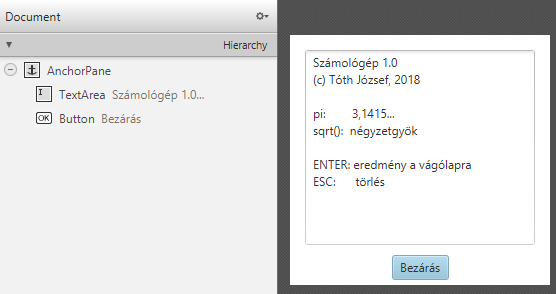 Document
Hierarchy
AnchorPane
TextArea Számológép 1.0...
OK Button Bezárás
Számológép 1.0
(c) Tóth József, 2018
pi: 3,1415...
sqrt(): négyzetgyök
ENTER: eredmény a vágólapra
ESC: törlés
Bezárás